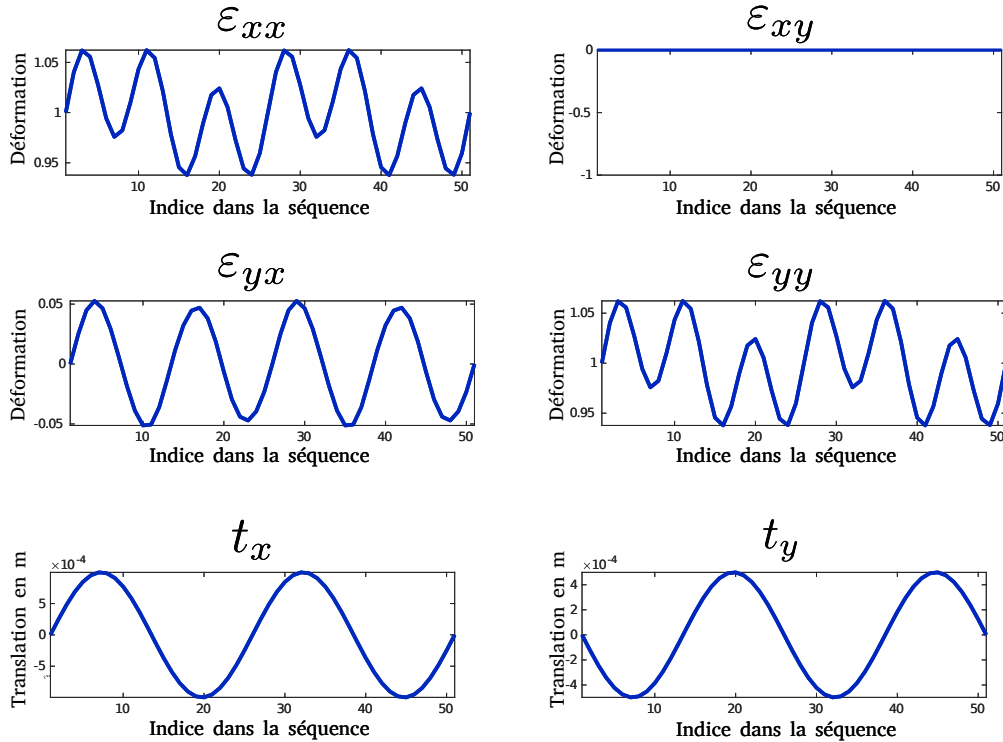 εxx
Déformation
1.05
1
0.95
10 20 30 40 50
Indice dans la séquence
εxy
Déformation
0
-0.5
-1
10 20 30 40 50
Indice dans la séquence
εyx
Déformation
0.05
0
-0.05
10 20 30 40 50
Indice dans la séquence
εyy
Déformation
1.05
1
0.95
10 20 30 40 50
Indice dans la séquence
tx
Translation en m
×10-4
5
0
-5
10 20 30 40 50
Indice dans la séquence
ty
Translation en m
×10-4
4
2
0
-2
-4
10 20 30 40 50
Indice dans la séquence